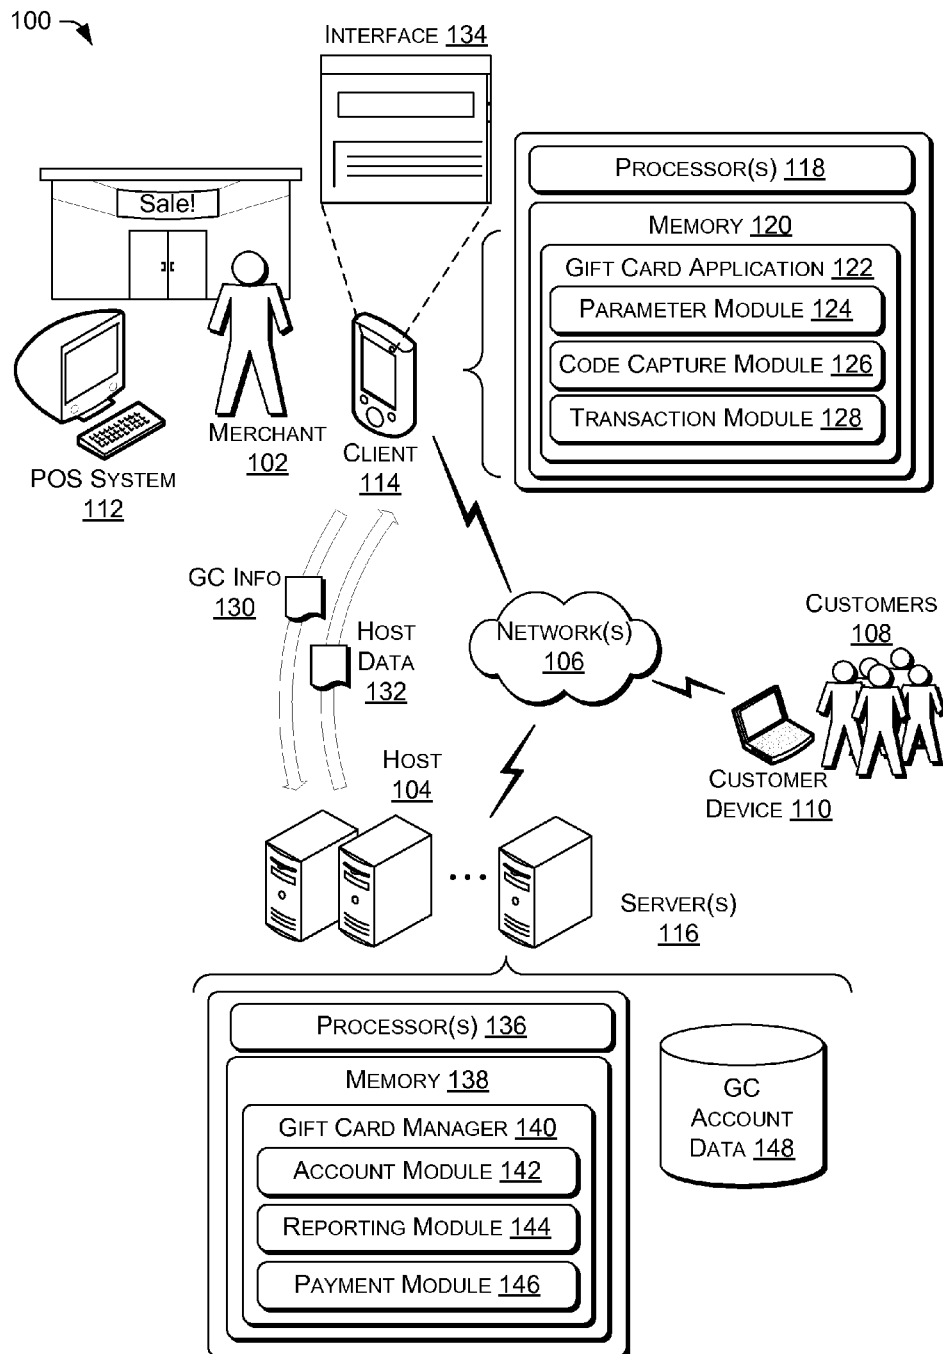 100
INTERFACE 134
Sale!
PROCESSOR(S) 118
MEMORY 120
GIFT CARD APPLICATION 122
PARAMETER MODULE 124
CODE CAPTURE MODULE 126
TRANSACTION MODULE 128
MERCHANT
102
CLIENT
114
POS SYSTEM
112
GC INFO
130
HOST
DATA
132
NETWORK(S)
106
CUSTOMERS
108
CUSTOMER
DEVICE 110
HOST
104
...
SERVER(S)
116
PROCESSOR(S) 136
MEMORY 138
GIFT CARD MANAGER 140
ACCOUNT MODULE 142
REPORTING MODULE 144
PAYMENT MODULE 146
GC
ACCOUNT
DATA 148